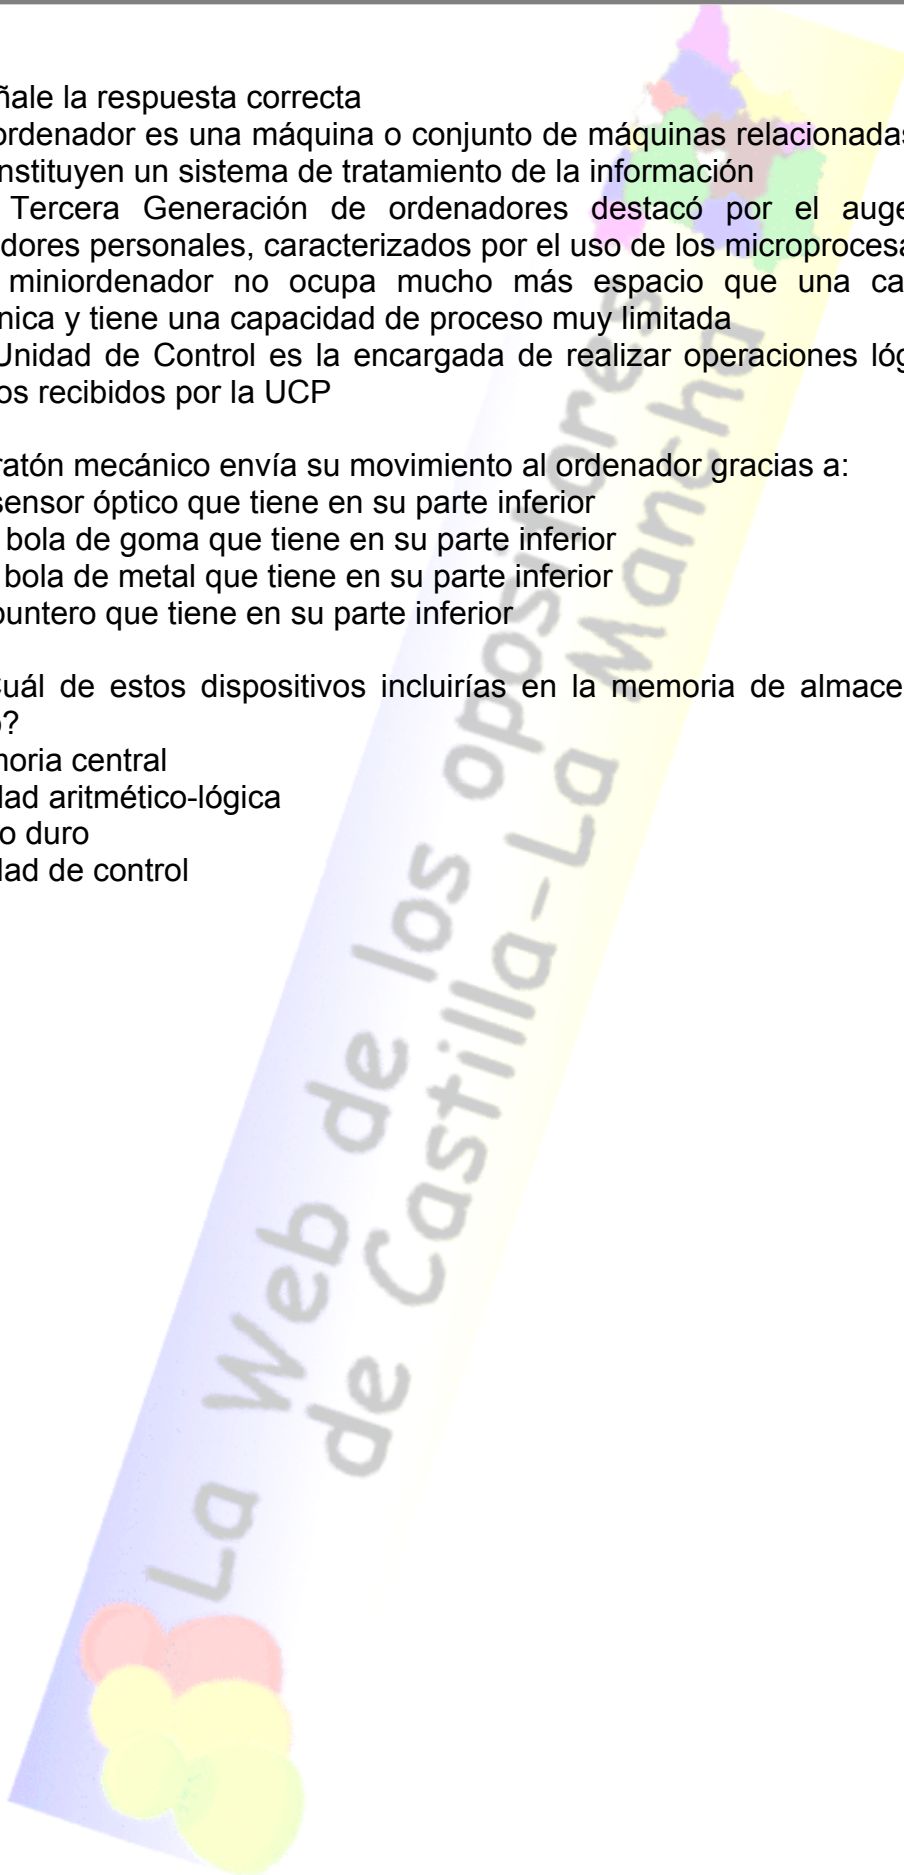 ñale la respuesta correcta
ordenador es una máquina o conjunto de máquinas relacionadas
nstituyen un sistema de tratamiento de la información
Tercera Generación de ordenadores destacó por el auge
dores personales, caracterizados por el uso de los microprocesa
miniordenador no ocupa mucho más espacio que una ca
nica y tiene una capacidad de proceso muy limitada
Unidad de Control es la encargada de realizar operaciones lóg
os recibidos por la UCP
ratón mecánico envía su movimiento al ordenador gracias a:
sensor óptico que tiene en su parte inferior
bola de goma que tiene en su parte inferior
bola de metal que tiene en su parte inferior
puntero que tiene en su parte inferior
Cuál de estos dispositivos incluirías en la memoria de almace
o?
moria central
dad aritmético-lógica
o duro
dad de control
La Web de los opositores
de Castilla-La Mancha